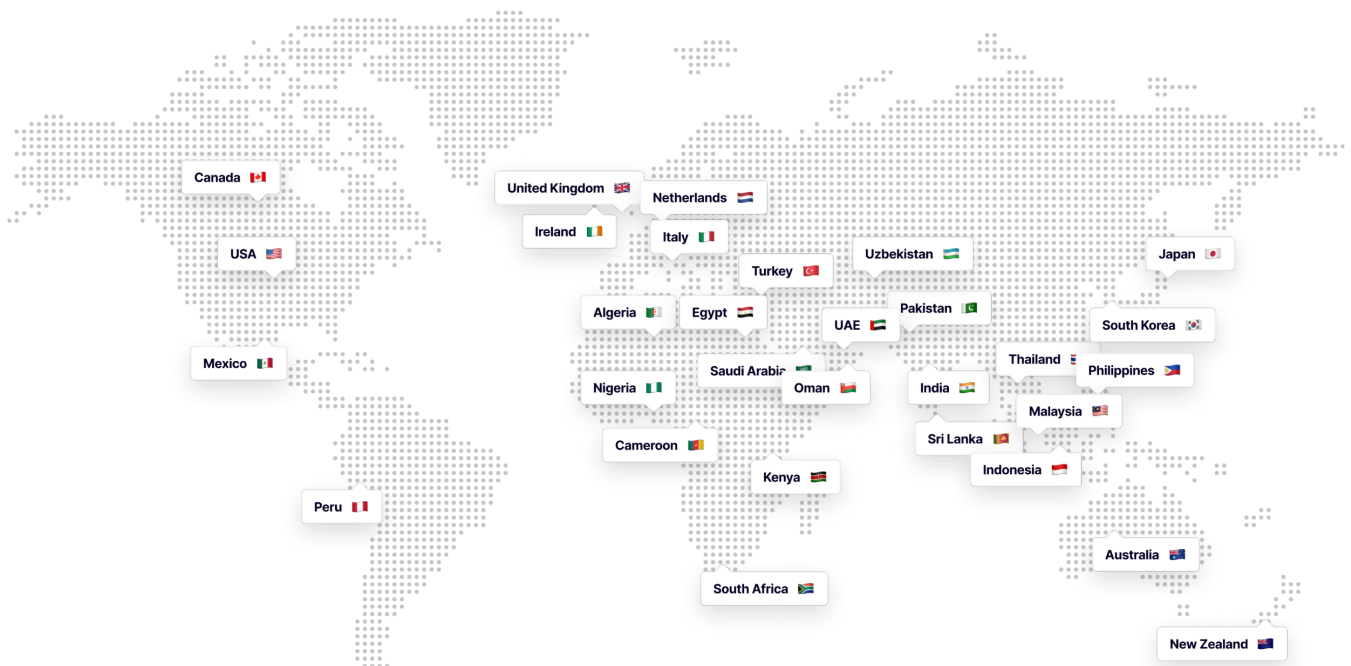 Canada
United Kingdom
Netherlands
Ireland
Italy
USA
Uzbekistan
Japan
Turkey
Algeria
Egypt
Pakistan
UAE
South Korea
Mexico
Thailand
Saudi Arabia
Philippines
Nigeria
Oman
India
Malaysia
Cameroon
Sri Lanka
Indonesia
Kenya
Peru
Australia
South Africa
New Zealand